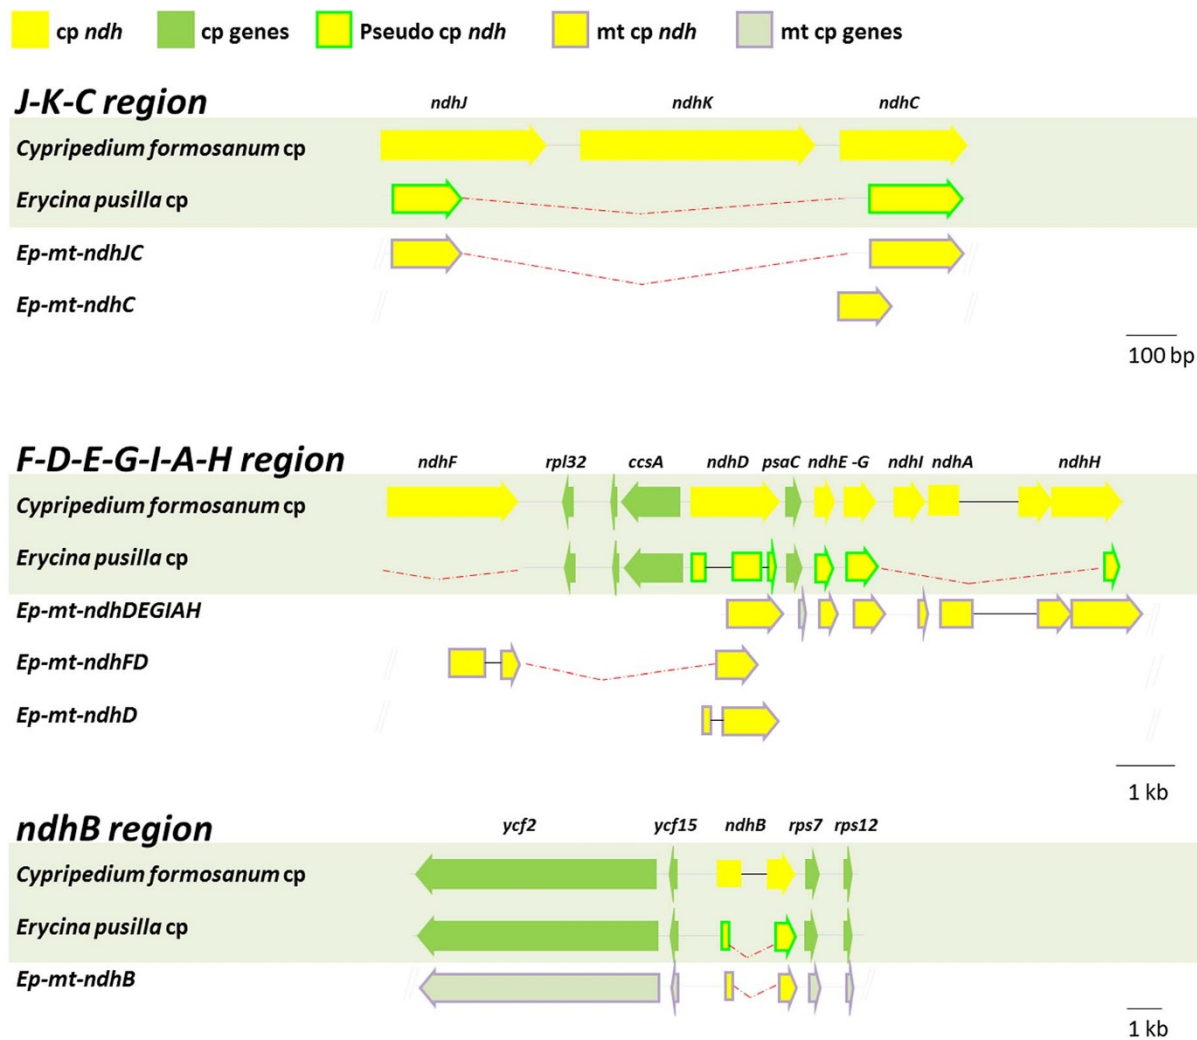 cp ndh cp genes Pseudo cp ndh mt cp ndh mt cp genes
J-K-C region ndhJ ndhK ndhC
Cypripedium formosanum cp
Erycina pusilla cp
Ep-mt-ndhJC
Ep-mt-ndhC
100 bp
F-D-E-G-I-A-H region ndhF rpl32 ccsA ndhD psaC ndhE -G ndhI ndhA ndhH
Cypripedium formosanum cp
Erycina pusilla cp
Ep-mt-ndhDEGIAH
Ep-mt-ndhFD
Ep-mt-ndhD
1 kb
ndhB region ycf2 ycf15 ndhB rps7 rps12
Cypripedium formosanum cp
Erycina pusilla cp
Ep-mt-ndhB
1 kb